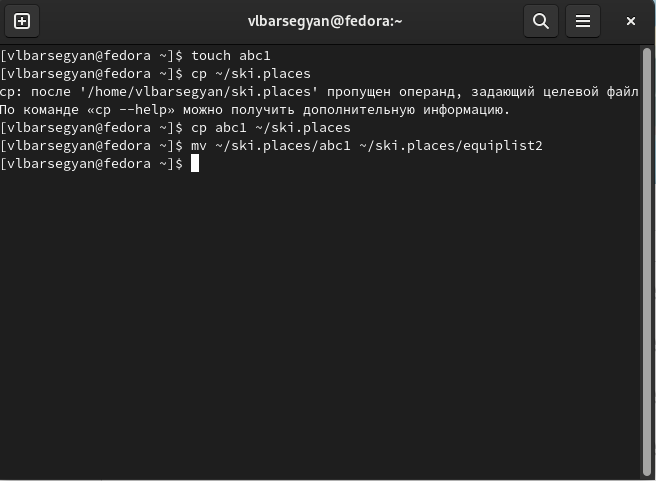 vlbarsegyan@fedora:~
[vlbarsegyan@fedora ~]$ touch abc1
[vlbarsegyan@fedora ~]$ cp ~/ski.places
cp: после '/home/vlbarsegyan/ski.places' пропущен операнд, задающий целевой файл
По команде «cp --help» можно получить дополнительную информацию.
[vlbarsegyan@fedora ~]$ cp abc1 ~/ski.places
[vlbarsegyan@fedora ~]$ mv ~/ski.places/abc1 ~/ski.places/equiplist2
[vlbarsegyan@fedora ~]$